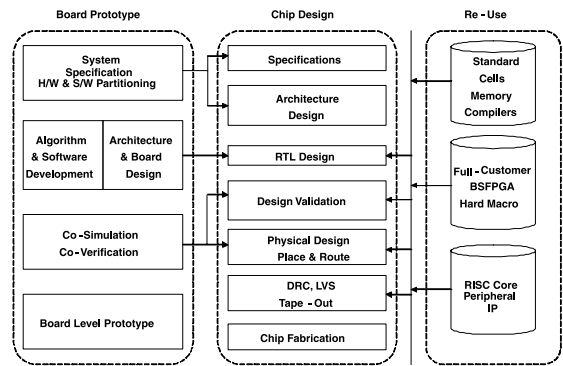 Board Prototype
Chip Design
Re - Use
System
Specification
H/W & S/W Partitioning
Algorithm
& Software
Development
Architecture
& Board
Design
Co-Simulation
Co-Verification
Board Level Prototype
Specifications
Architecture
Design
RTL Design
Design Validation
Physical Design
Place & Route
DRC, LVS
Tape - Out
Chip Fabrication
Standard
Cells
Memory
Compilers
Full - Customer
BSFPGA
Hard Macro
RISC Core
Peripheral
IP